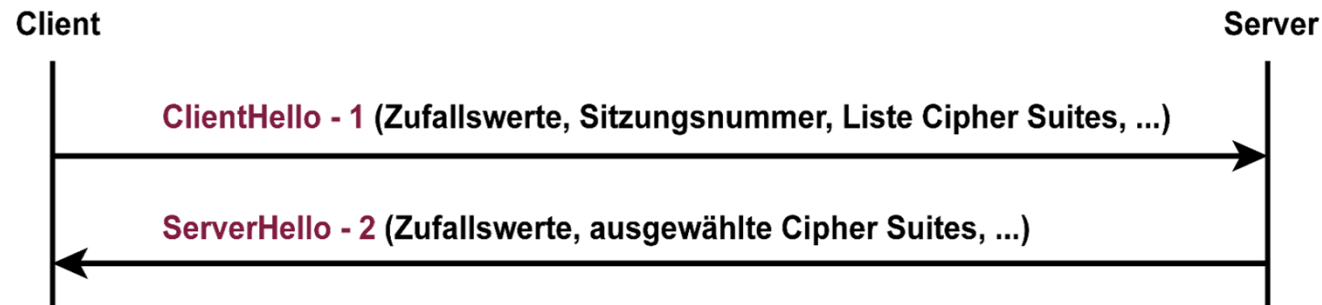 Client
Server
ClientHello - 1 (Zufallswerte, Sitzungsnummer, Liste Cipher Suites, ...)
ServerHello - 2 (Zufallswerte, ausgewählte Cipher Suites, ...)